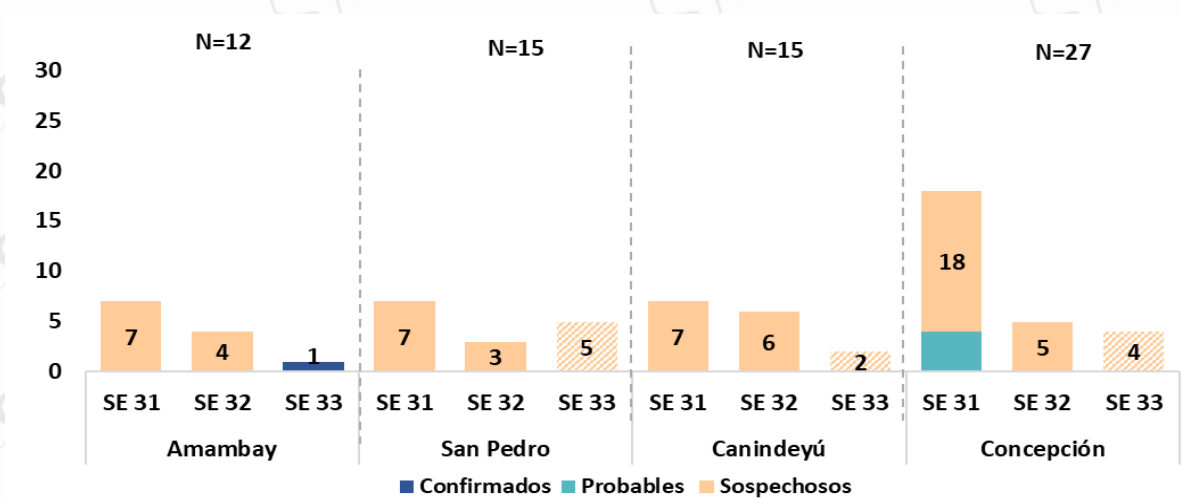 N=12
N=15
N=15
N=27
30
25
20
15
10
5
0
7
4
1
7
3
5
7
6
2
18
5
4
SE 31 SE 32 SE 33 SE 31 SE 32 SE 33 SE 31 SE 32 SE 33 SE 31 SE 32 SE 33
Amambay San Pedro Canindeyú Concepción
Confirmados Probables Sospechosos